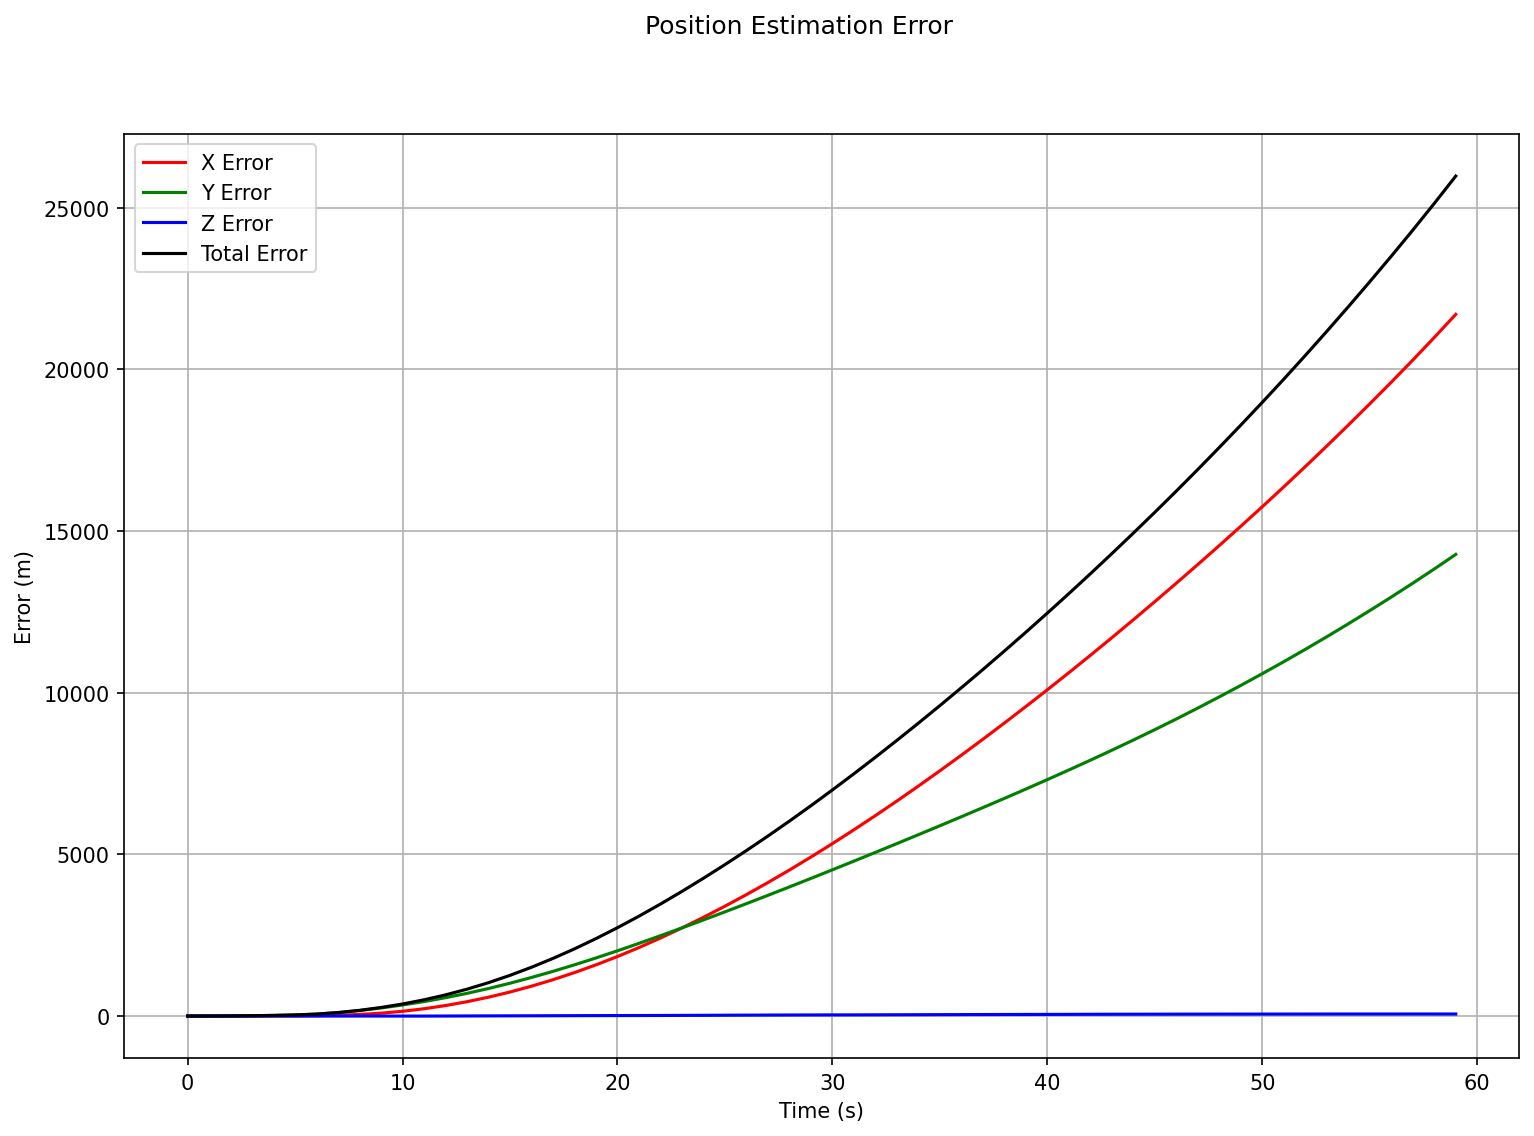 Position Estimation Error
X Error
Y Error
Z Error
Total Error
25000
20000
15000
10000
5000
0
Error (m)
0 10 20 30 40 50 60
Time (s)